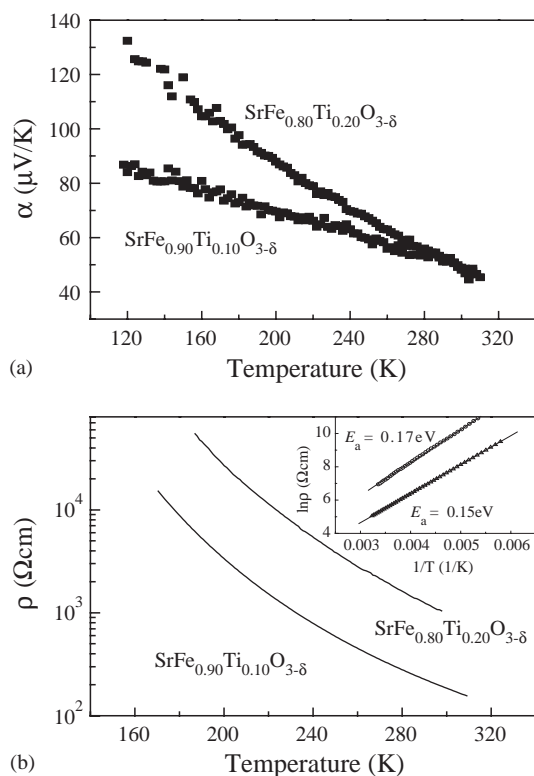 140
120
100
80
60
40
α (μV/K)
SrFe0.80Ti0.20O3-δ
SrFe0.90Ti0.10O3-δ
120 160 200 240 280 320
(a)
Temperature (K)
10
8
6
4
lnρ (Ωcm)
Ea = 0.17eV
Ea = 0.15eV
0.003 0.004 0.005 0.006
1/T (1/K)
10^4
10^3
10^2
ρ (Ωcm)
SrFe0.80Ti0.20O3-δ
SrFe0.90Ti0.10O3-δ
160 200 240 280 320
(b)
Temperature (K)